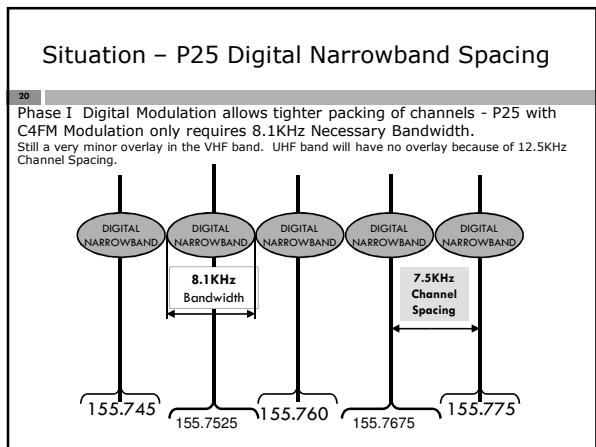 Situation – P25 Digital Narrowband Spacing
20
Phase I Digital Modulation allows tighter packing of channels - P25 with
C4FM Modulation only requires 8.1KHz Necessary Bandwidth.
Still a very minor overlay in the VHF band. UHF band will have no overlay because of 12.5KHz
Channel Spacing.
DIGITAL NARROWBAND
DIGITAL NARROWBAND
DIGITAL NARROWBAND
DIGITAL NARROWBAND
DIGITAL NARROWBAND
8.1KHz
Bandwidth
7.5KHz
Channel
Spacing
155.745
155.7525
155.760
155.7675
155.775